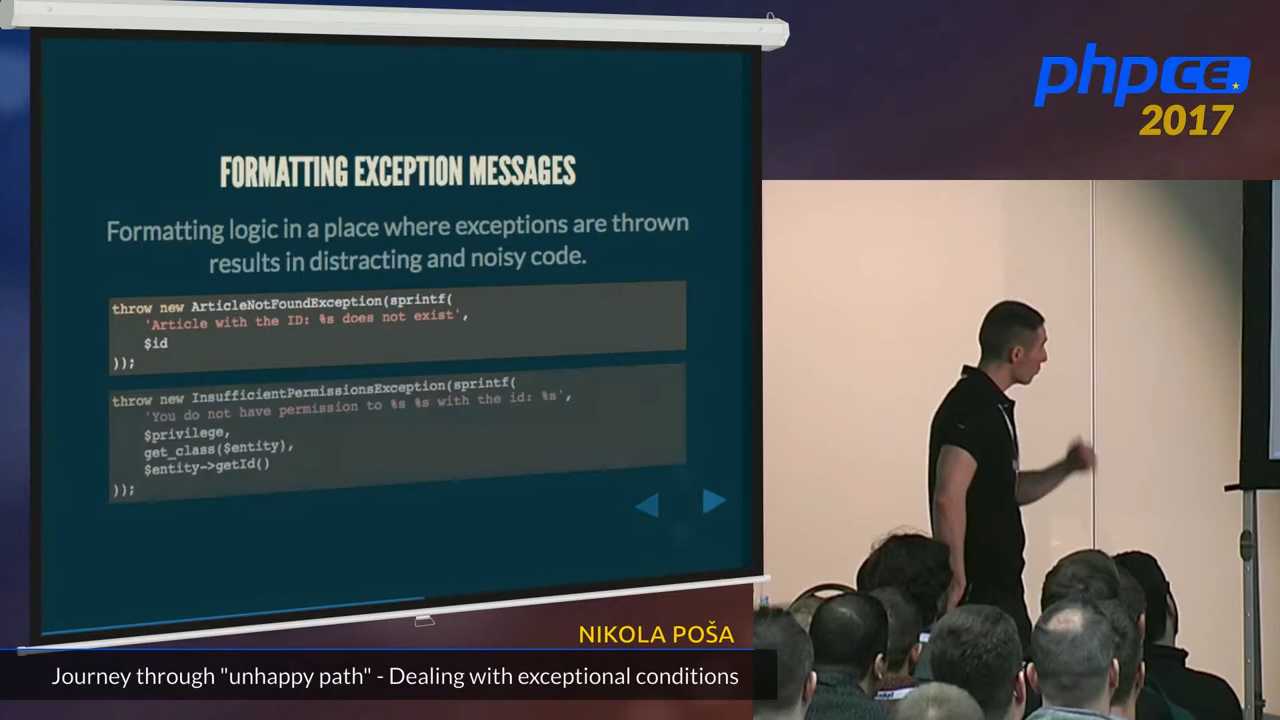 phpCE
2017
FORMATTING EXCEPTION MESSAGES
Formatting logic in a place where exceptions are thrown
results in distracting and noisy code.
throw new ArticleNotFoundException(sprintf(
'Article with the ID: %s does not exist',
$id
));
throw new InsufficientPermissionsException(sprintf(
'You do not have permission to %s %s with the id: %s',
$privilege,
get_class($entity),
$entity->getId()
));
NIKOLA POŠA
Journey through "unhappy path" - Dealing with exceptional conditions